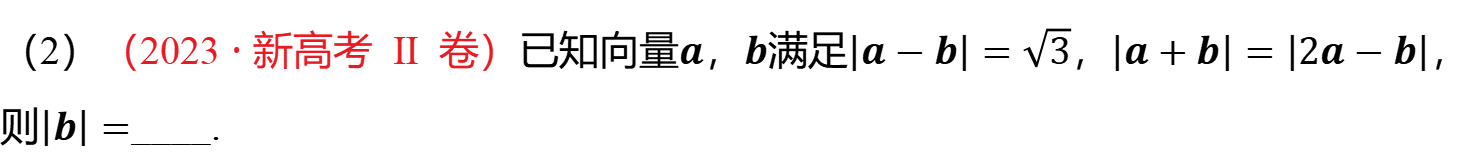 （2）（2023·新高考 Ⅱ 卷）已知向量a，b满足|a − b| = √3，|a + b| = |2a − b|，
则|b| =____.